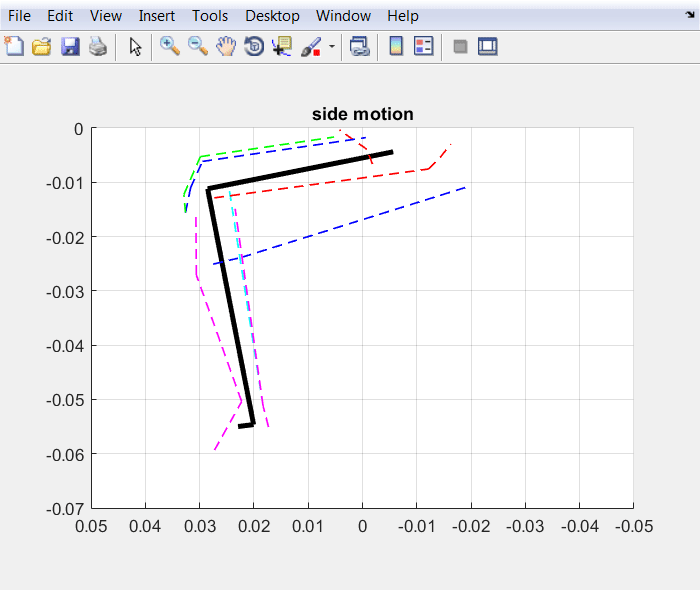 File Edit View Insert Tools Desktop Window Help
side motion
0
-0.01
-0.02
-0.03
-0.04
-0.05
-0.06
-0.07
0.05 0.04 0.03 0.02 0.01 0 -0.01 -0.02 -0.03 -0.04 -0.05